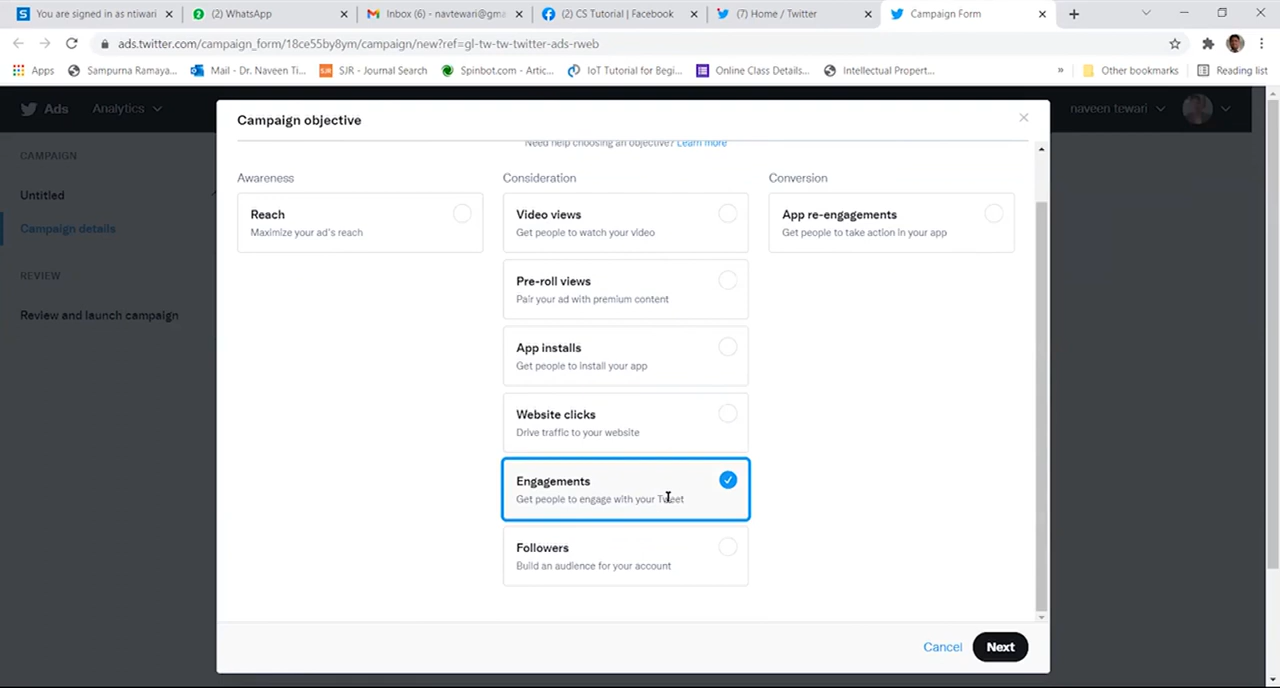 You are signed in as ntiwari
(2) WhatsApp
Inbox (6) - navtewari@gma
(2) CS Tutorial | Facebook
(7) Home / Twitter
Campaign Form
ads.twitter.com/campaign_form/18ce55by8ym/campaign/new?ref=gl-tw-tw-twitter-ads-rweb
Apps
Sampurna Ramaya...
Mail - Dr. Naveen Ti...
SJR - Journal Search
Spinbot.com - Artic...
IoT Tutorial for Begi...
Online Class Details...
Intellectual Propert...
»
Other bookmarks
Reading list
Ads
Analytics
naveen tewari
CAMPAIGN
Untitled
Campaign details
REVIEW
Review and launch campaign
Campaign objective
Need help choosing an objective? Learn more
Awareness
Reach
Maximize your ad's reach
Consideration
Video views
Get people to watch your video
Pre-roll views
Pair your ad with premium content
App installs
Get people to install your app
Website clicks
Drive traffic to your website
Engagements
Get people to engage with your Tweet
Followers
Build an audience for your account
Conversion
App re-engagements
Get people to take action in your app
Cancel
Next